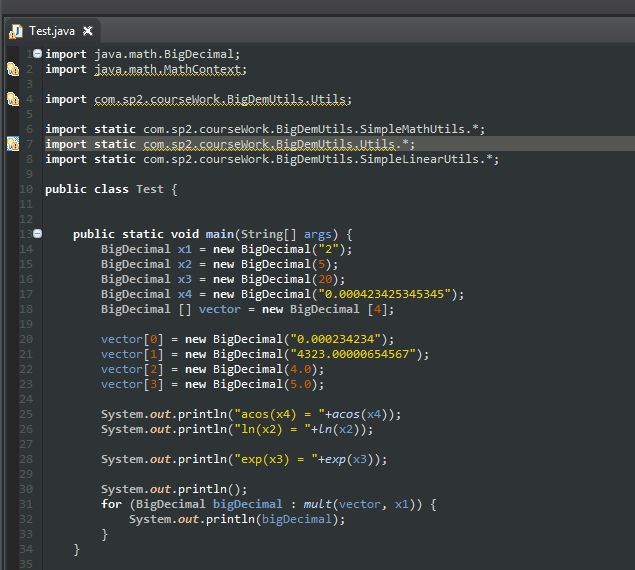 Test.java
1 import java.math.BigDecimal;
2 import java.math.MathContext;
3
4 import com.sp2.courseWork.BigDemUtils.Utils;
5
6 import static com.sp2.courseWork.BigDemUtils.SimpleMathUtils.*;
7 import static com.sp2.courseWork.BigDemUtils.Utils.*;
8 import static com.sp2.courseWork.BigDemUtils.SimpleLinearUtils.*;
9
10 public class Test {
11
12
13 public static void main(String[] args) {
14 BigDecimal x1 = new BigDecimal("2");
15 BigDecimal x2 = new BigDecimal(5);
16 BigDecimal x3 = new BigDecimal(20);
17 BigDecimal x4 = new BigDecimal("0.000423425345345");
18 BigDecimal [] vector = new BigDecimal [4];
19
20 vector[0] = new BigDecimal("0.000234234");
21 vector[1] = new BigDecimal("4323.00000654567");
22 vector[2] = new BigDecimal(4.0);
23 vector[3] = new BigDecimal(5.0);
24
25 System.out.println("acos(x4) = "+acos(x4));
26 System.out.println("ln(x2) = "+ln(x2));
27
28 System.out.println("exp(x3) = "+exp(x3));
29
30 System.out.println();
31 for (BigDecimal bigDecimal : mult(vector, x1)) {
32 System.out.println(bigDecimal);
33 }
34 }
35